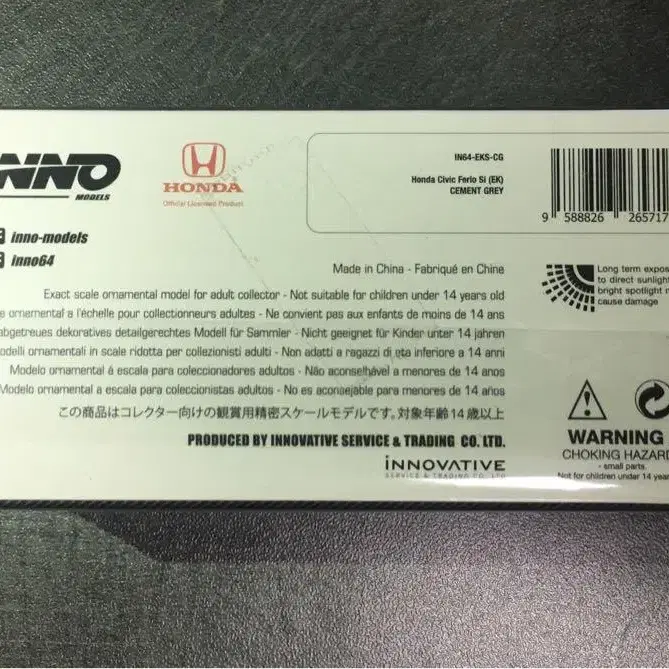 INNO
MODELS
HONDA
Official Licensed Product
IN64-EKS-CG
Honda Civic Ferio Si (EK)
CEMENT GREY
9 588826 265717
inno-models
inno64
Made in China - Fabriqué en Chine
Exact scale ornamental model for adult collector - Not suitable for children under 14 years old
ornemental a l'échelle pour collectionneurs adultes - Ne convient pas aux enfants de moins de 14 ans
abgetreues dekoratives detailgerechtes Modell für Sammler - Nicht geeignet für Kinder unter 14 jahren
odelli ornamentali in scale ridotta per collezionisti adulti - Non adatti a ragazzi di eta inferiore a 14 anni
Modelo ornamental á escala para coleccionadores adultos - Não aconselhável a menores de 14 anos
Modelo ornamental a escala para coleccionistas adultos - No es aconsejable para menores de 14 años
この商品はコレクター向けの観賞用精密スケールモデルです。対象年齢14歳以上
PRODUCED BY INNOVATIVE SERVICE & TRADING CO. LTD.
INNOVATIVE
SERVICE & TRADING CO., LTD
Long term expos
to direct sunligh
bright spotlight m
cause damage
WARNING
CHOKING HAZARD
- small parts.
Not for children under 14 year